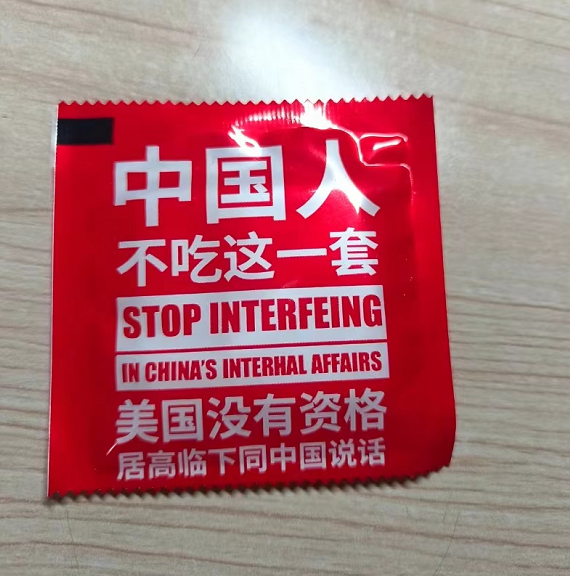 中国人
不吃这一套
STOP INTERFEING
IN CHINA'S INTERHAL AFFAIRS
美国没有资格
居高临下同中国说话